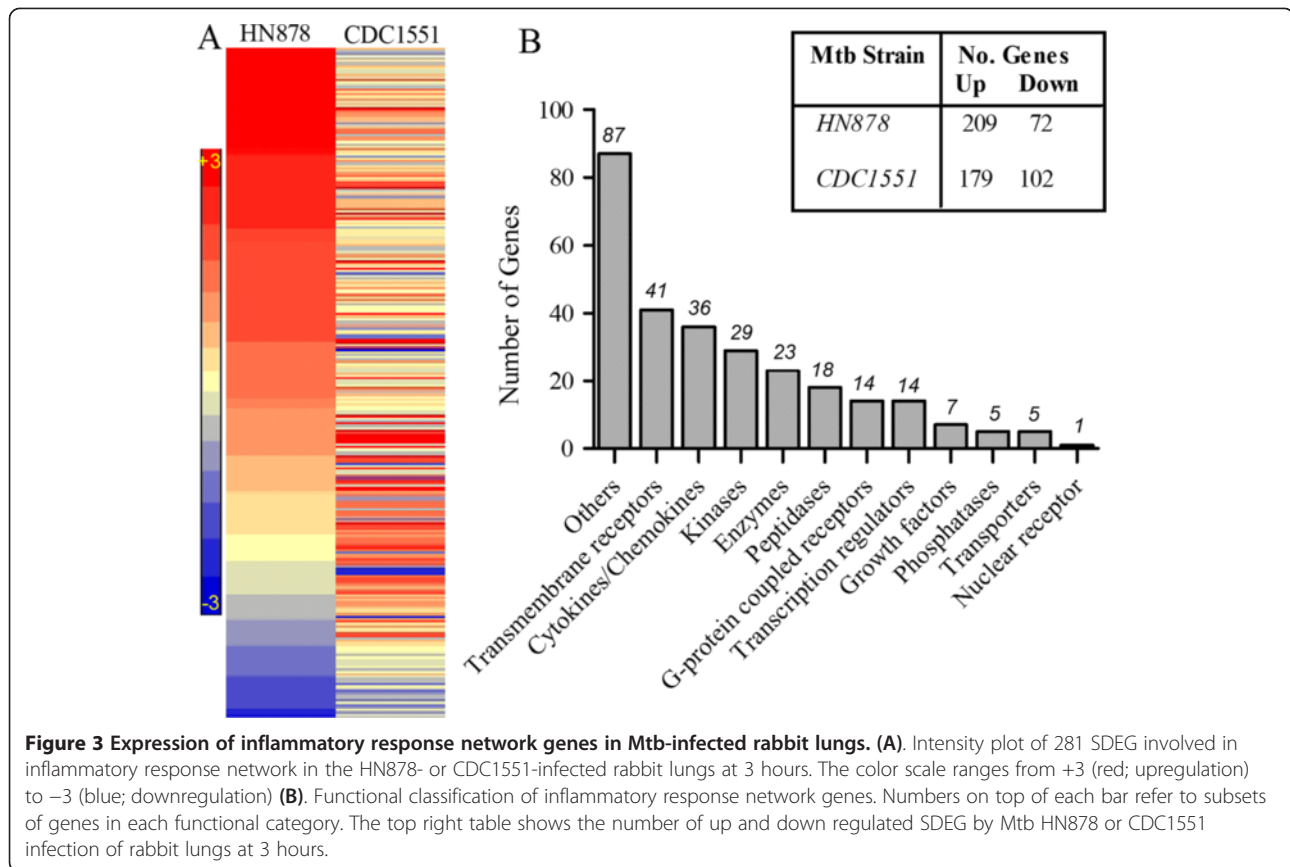 A
HN878 CDC1551
+3
-3
B
Mtb Strain No. Genes
Up Down
HN878 209 72
CDC1551 179 102
Number of Genes
100
80
60
40
20
0
87
41
36
29
23
18
14
14
7
5
5
1
Others
Transmembrane receptors
Cytokines/Chemokines
Kinases
Enzymes
Peptidases
G-protein coupled receptors
Transcription regulators
Growth factors
Phosphatases
Transporters
Nuclear receptor
Figure 3 Expression of inflammatory response network genes in Mtb-infected rabbit lungs. (A). Intensity plot of 281 SDEG involved in
inflammatory response network in the HN878- or CDC1551-infected rabbit lungs at 3 hours. The color scale ranges from +3 (red; upregulation)
to −3 (blue; downregulation) (B). Functional classification of inflammatory response network genes. Numbers on top of each bar refer to subsets
of genes in each functional category. The top right table shows the number of up and down regulated SDEG by Mtb HN878 or CDC1551
infection of rabbit lungs at 3 hours.